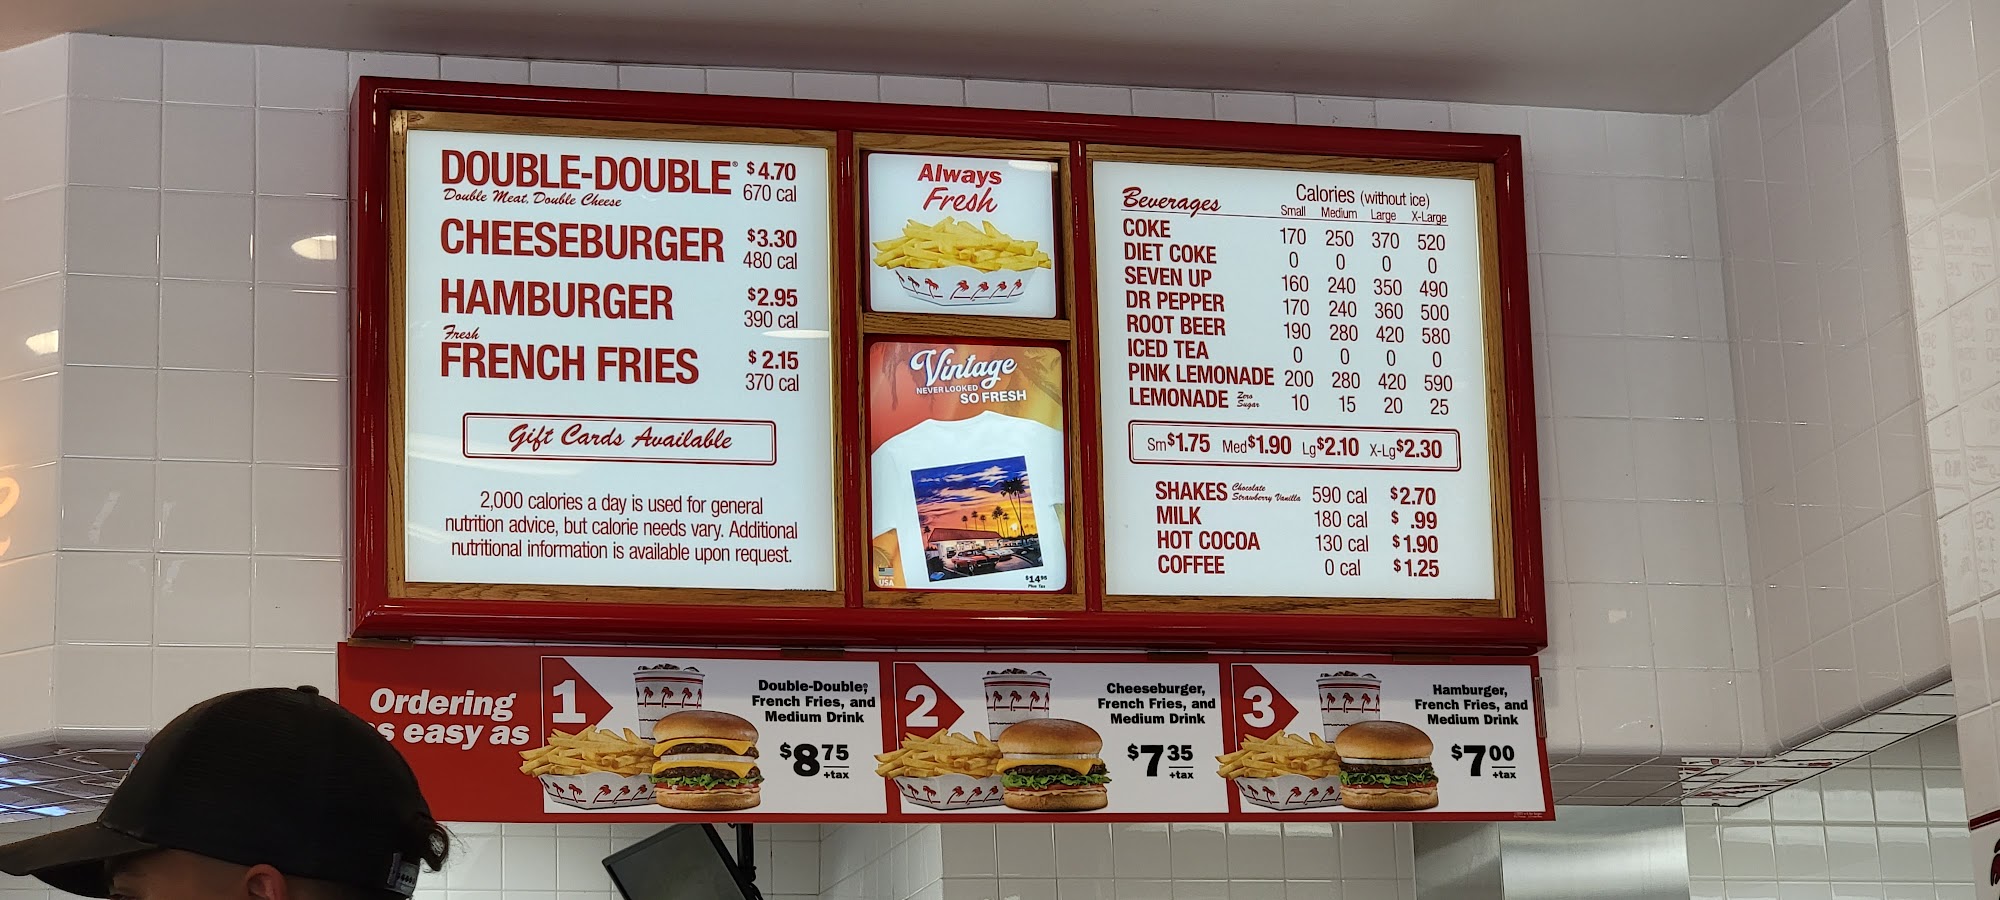 DOUBLE-DOUBLE® $4.70
Double Meat, Double Cheese 670 cal
CHEESEBURGER $3.30
480 cal
HAMBURGER $2.95
390 cal
Fresh
FRENCH FRIES $2.15
370 cal
Gift Cards Available
2,000 calories a day is used for general
nutrition advice, but calorie needs vary. Additional
nutritional information is available upon request.
Always
Fresh
Vintage
NEVER LOOKED
SO FRESH
USA
$14.95
Plus Tax
Beverages Calories (without ice)
Small Medium Large X-Large
COKE 170 250 370 520
DIET COKE 0 0 0 0
SEVEN UP 160 240 350 490
DR PEPPER 170 240 360 500
ROOT BEER 190 280 420 580
ICED TEA 0 0 0 0
PINK LEMONADE 200 280 420 590
LEMONADE Zero Sugar 10 15 20 25
Sm $1.75 Med $1.90 Lg $2.10 X-Lg $2.30
SHAKES Chocolate Strawberry Vanilla 590 cal $2.70
MILK 180 cal $ .99
HOT COCOA 130 cal $1.90
COFFEE 0 cal $1.25
Ordering
s easy as
1
Double-Double®,
French Fries, and
Medium Drink
$8.75
+tax
2
Cheeseburger,
French Fries, and
Medium Drink
$7.35
+tax
3
Hamburger,
French Fries, and
Medium Drink
$7.00
+tax